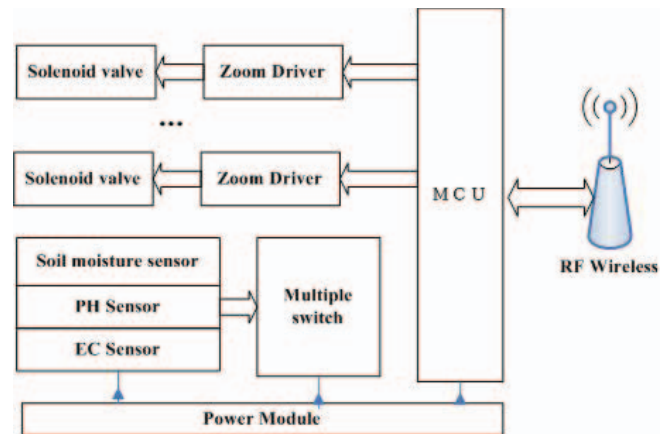 Solenoid valve
Zoom Driver
...
Solenoid valve
Zoom Driver
MCU
RF Wireless
Soil moisture sensor
PH Sensor
EC Sensor
Multiple
switch
Power Module